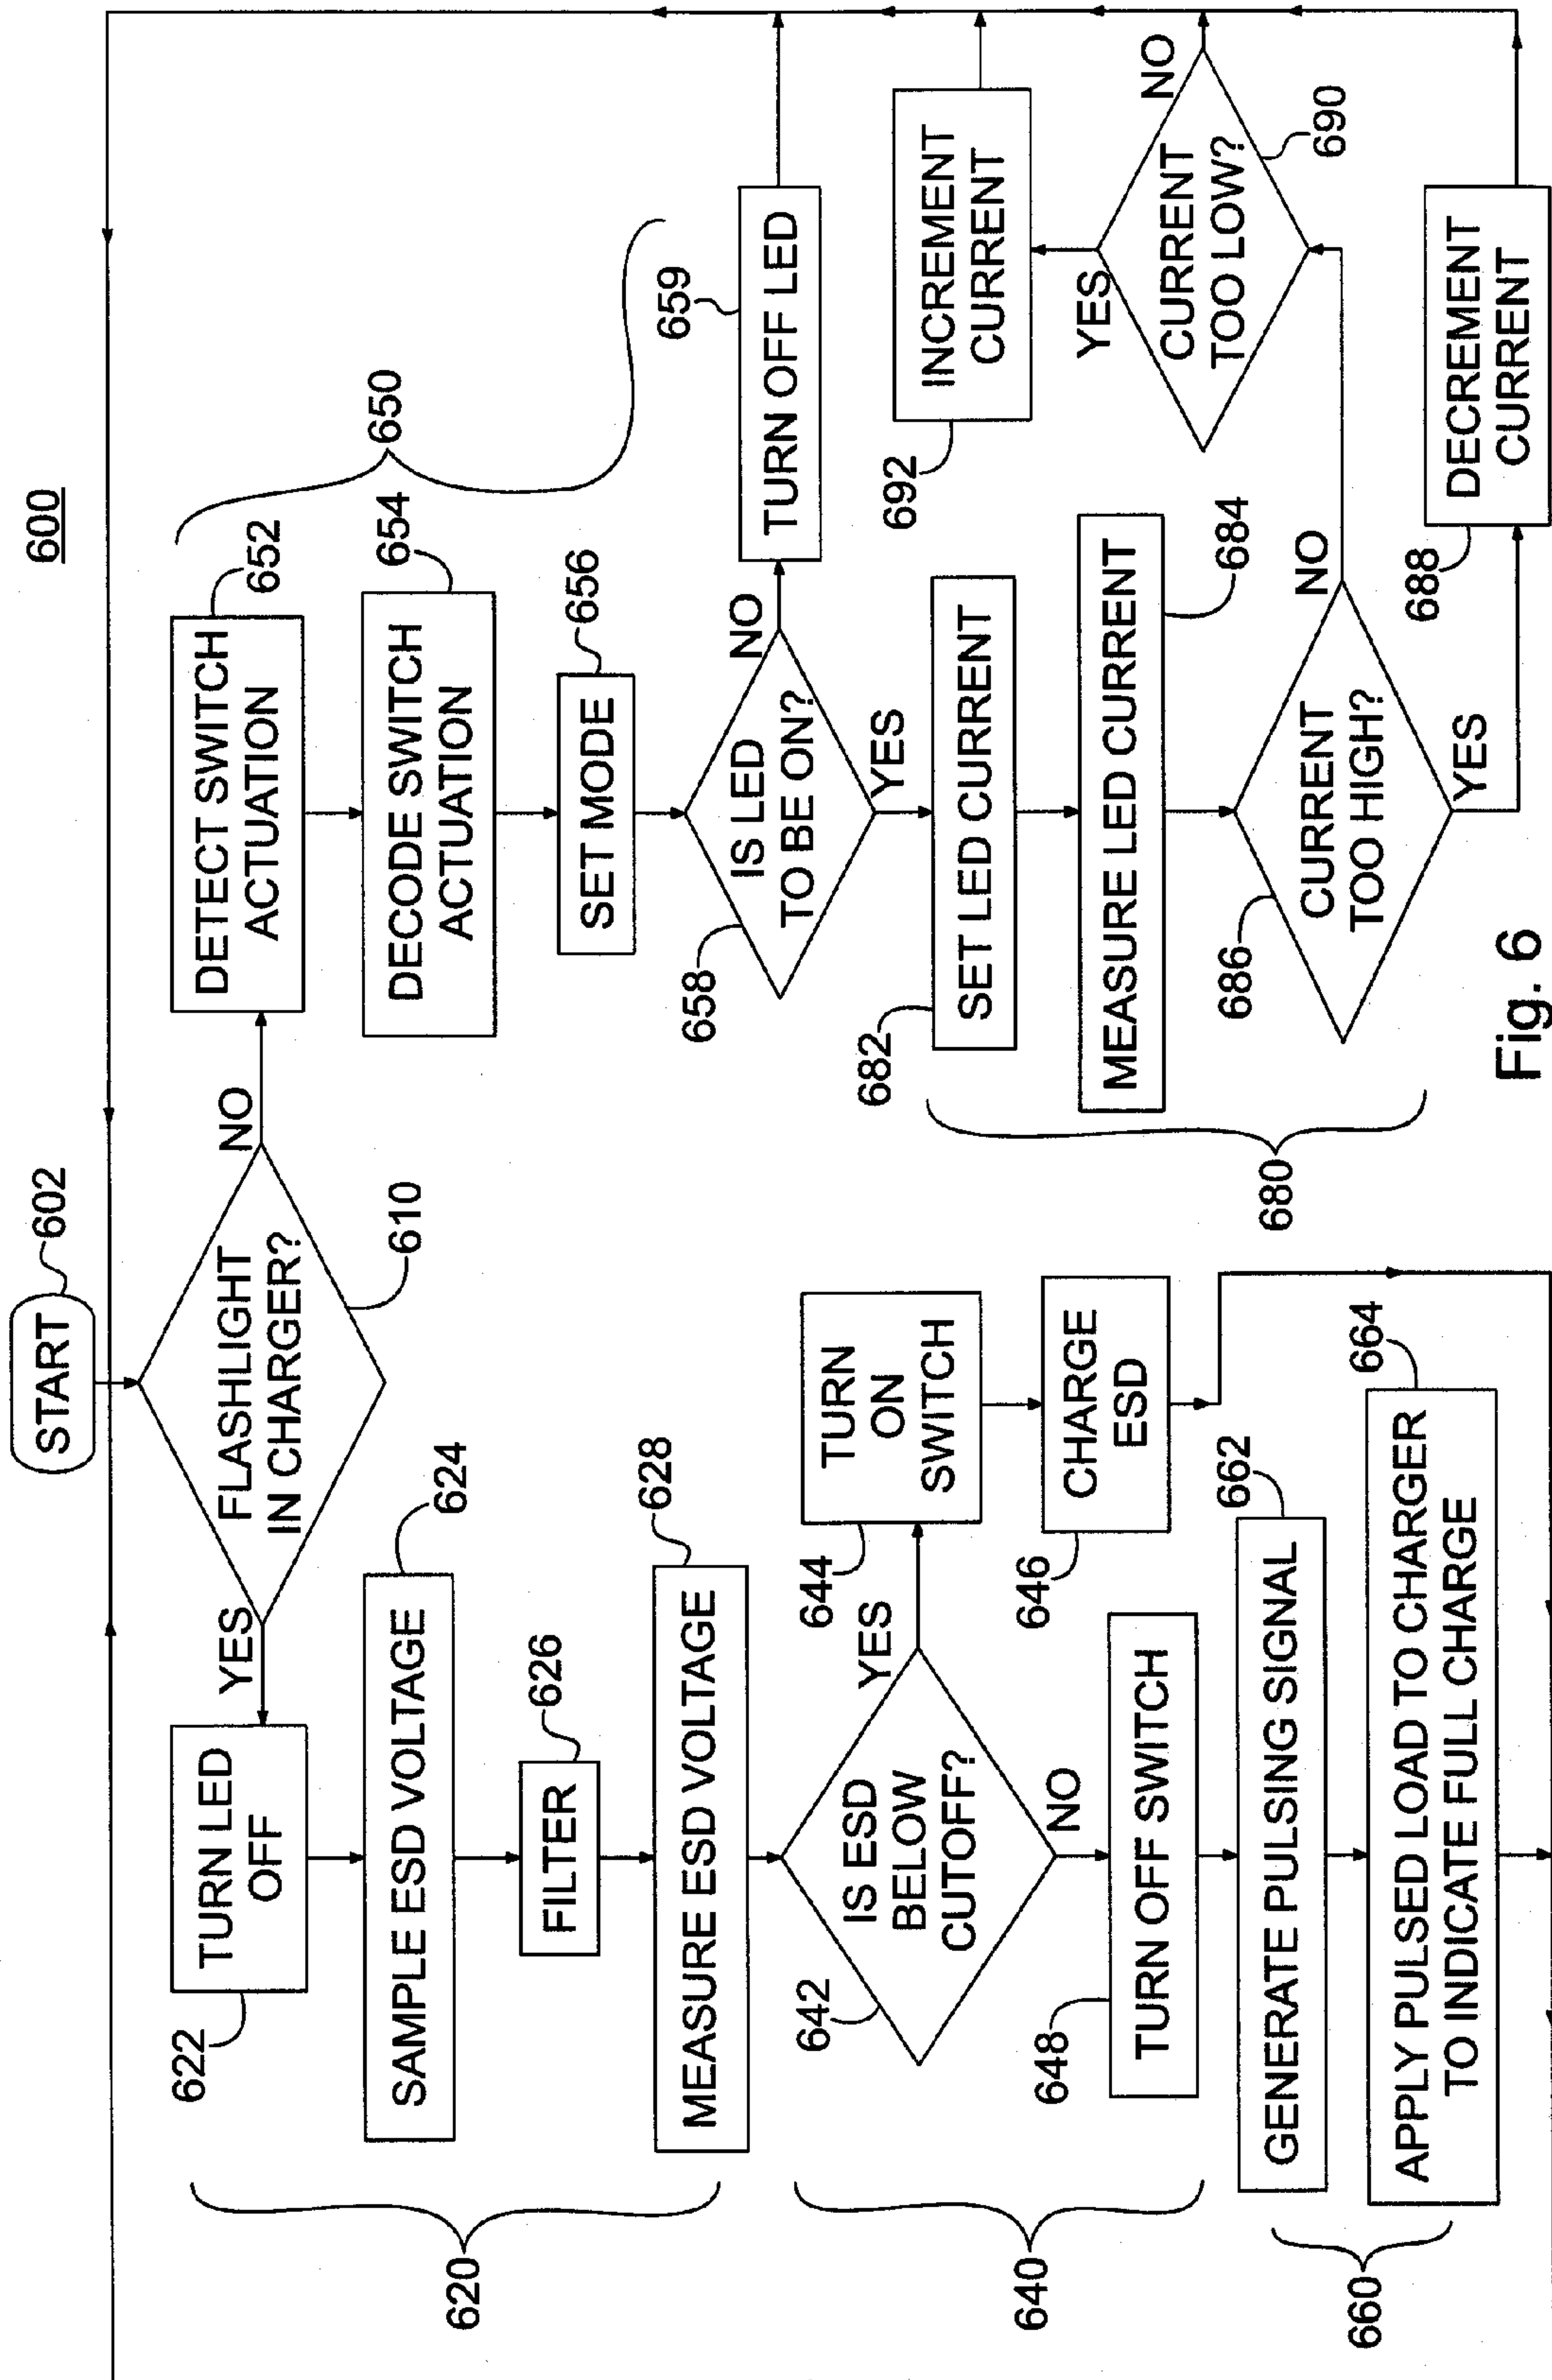 600
START
602
FLASHLIGHT
IN CHARGER?
610
YES
NO
TURN LED
OFF
622
SAMPLE ESD VOLTAGE
624
FILTER
626
MEASURE ESD VOLTAGE
628
620
IS ESD
BELOW
CUTOFF?
642
YES
NO
TURN
ON
SWITCH
644
CHARGE
ESD
646
TURN OFF SWITCH
648
640
GENERATE PULSING SIGNAL
662
APPLY PULSED LOAD TO CHARGER
TO INDICATE FULL CHARGE
664
660
DETECT SWITCH
ACTUATION
652
DECODE SWITCH
ACTUATION
654
SET MODE
656
650
IS LED
TO BE ON?
658
NO
YES
TURN OFF LED
659
SET LED CURRENT
682
MEASURE LED CURRENT
684
CURRENT
TOO HIGH?
686
NO
YES
680
DECREMENT
CURRENT
688
CURRENT
TOO LOW?
690
YES
NO
INCREMENT
CURRENT
692
Fig. 6